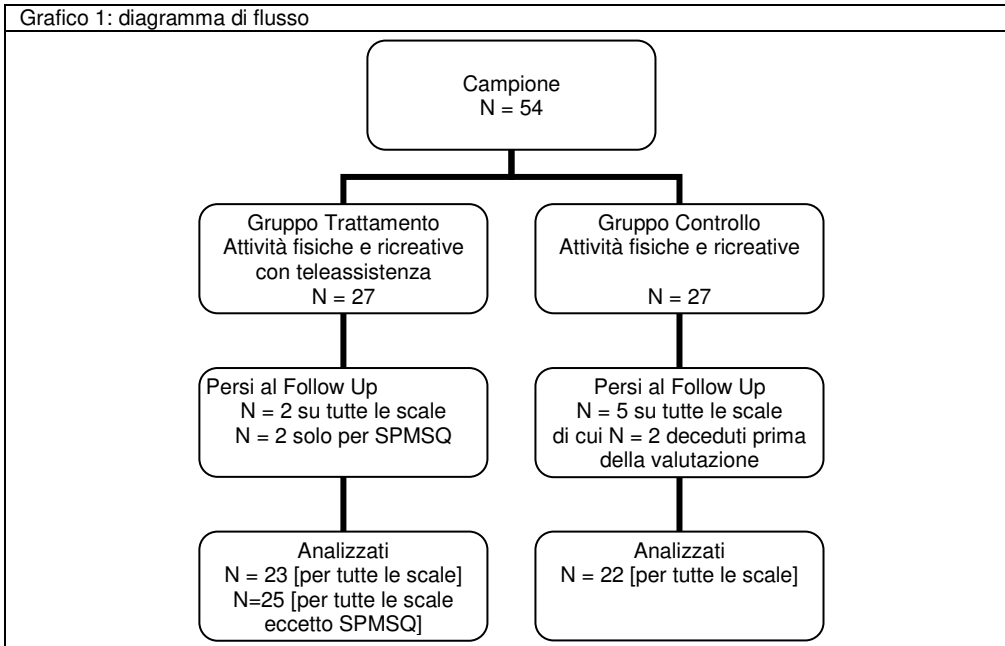 Grafico 1: diagramma di flusso
Campione
N = 54
Gruppo Trattamento
Attività fisiche e ricreative
con teleassistenza
N = 27
Gruppo Controllo
Attività fisiche e ricreative
N = 27
Persi al Follow Up
N = 2 su tutte le scale
N = 2 solo per SPMSQ
Persi al Follow Up
N = 5 su tutte le scale
di cui N = 2 deceduti prima
della valutazione
Analizzati
N = 23 [per tutte le scale]
N=25 [per tutte le scale
eccetto SPMSQ]
Analizzati
N = 22 [per tutte le scale]